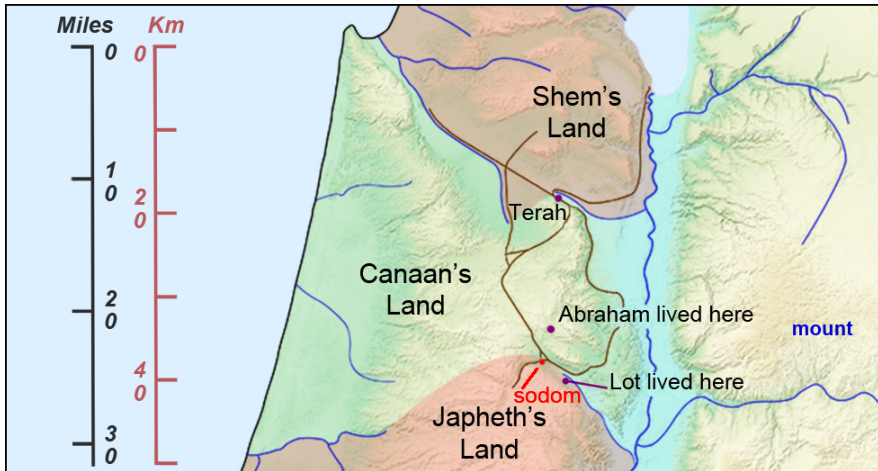 Miles
Km
0
0
1
0
2
0
2
0
4
0
3
0
Shem's
Land
Terah
Canaan's
Land
Abraham lived here
mount
Lot lived here
sodom
Japheth's
Land